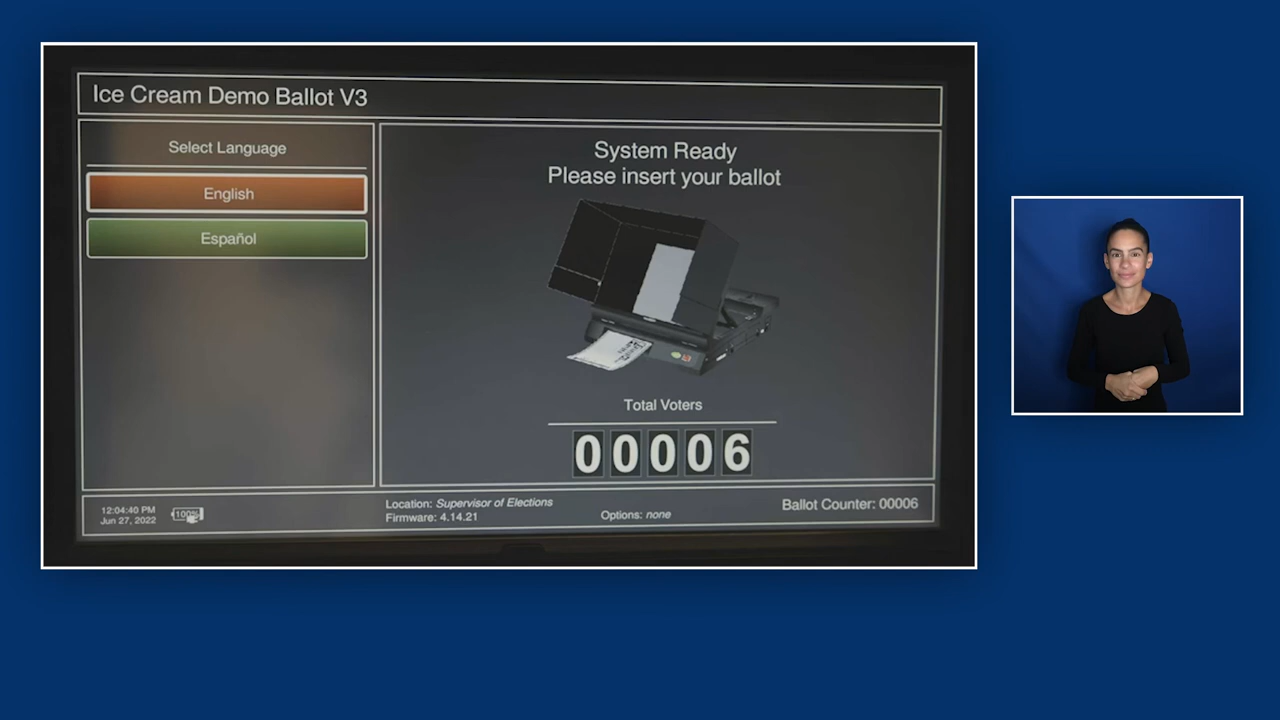 Ice Cream Demo Ballot V3
Select Language
English
Español
System Ready
Please insert your ballot
Total Voters
00006
12:04:40 PM
Jun 27, 2022
100%
Location: Supervisor of Elections
Firmware: 4.14.21
Options: none
Ballot Counter: 00006